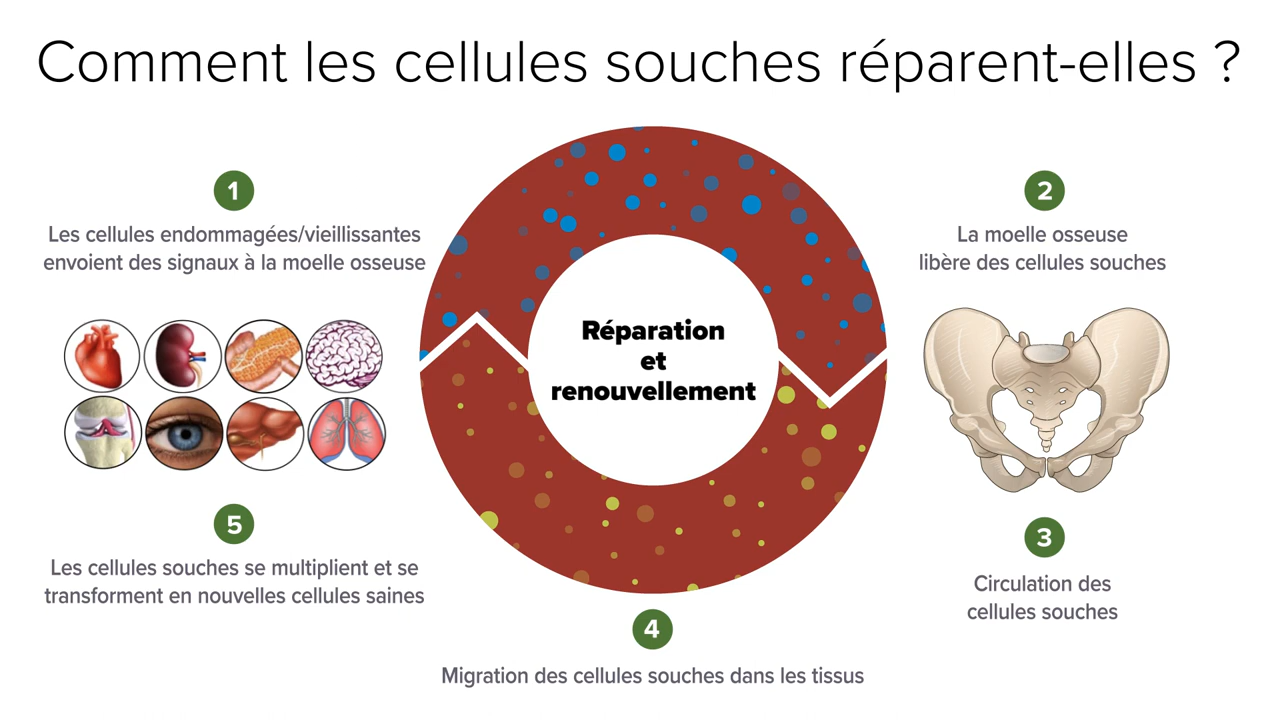 Comment les cellules souches réparent-elles ?
1
Les cellules endommagées/vieillissantes
envoient des signaux à la moelle osseuse
2
La moelle osseuse
libère des cellules souches
Réparation
et
renouvellement
3
Circulation des
cellules souches
4
Migration des cellules souches dans les tissus
5
Les cellules souches se multiplient et se
transforment en nouvelles cellules saines